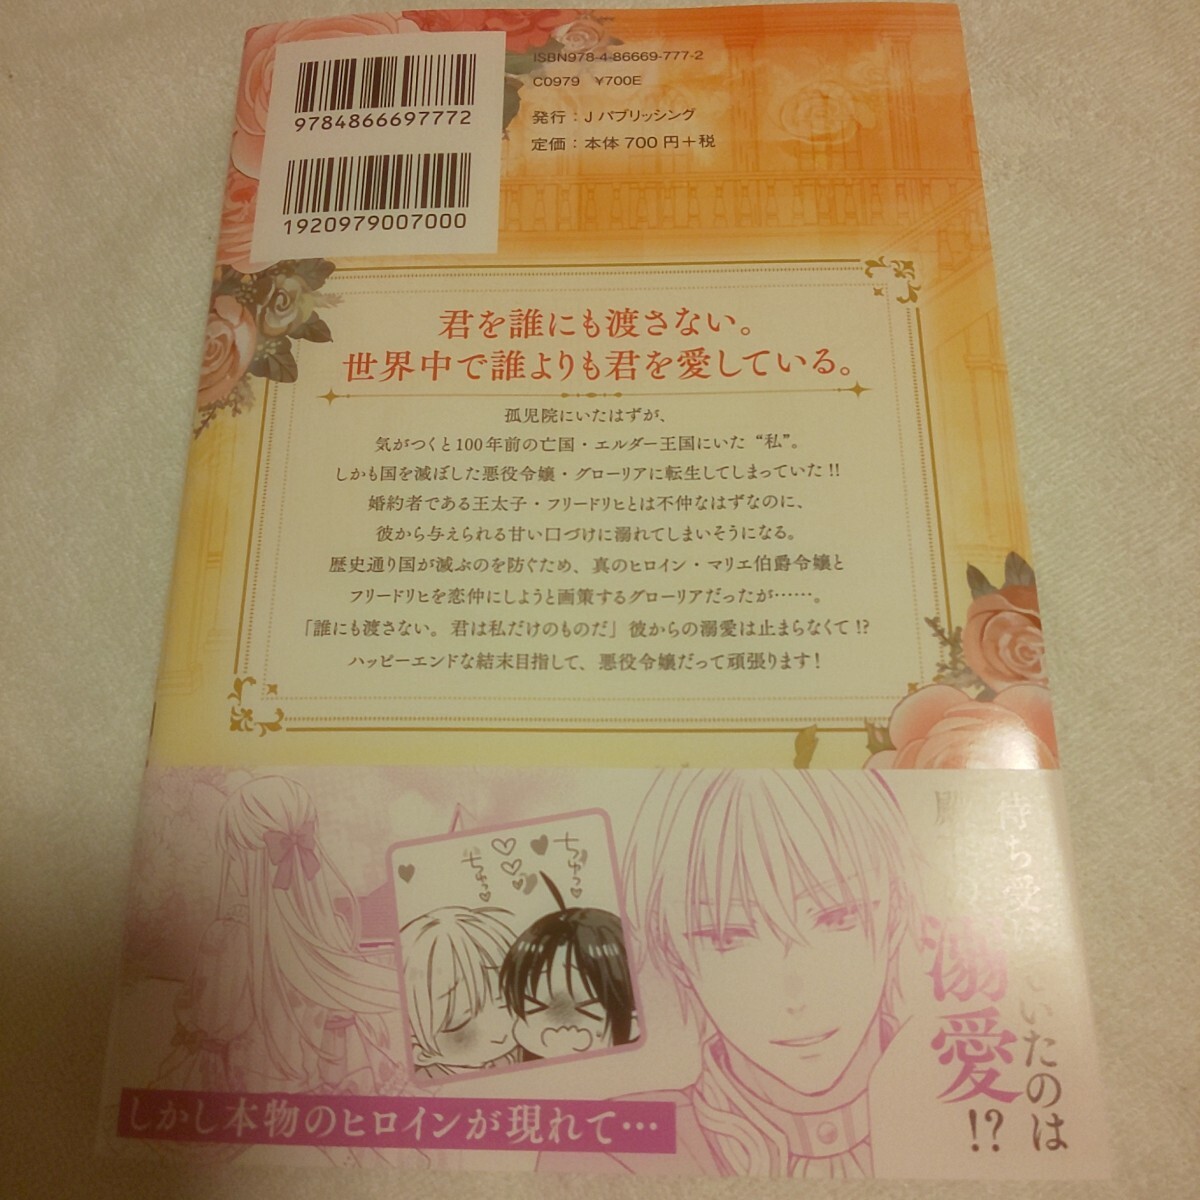 ISBN978-4-86669-777-2
C0979 ¥700E
発行：Jパブリッシング
定価：本体700円+税
9784866697772
1920979007000
君を誰にも渡さない。
世界中で誰よりも君を愛している。
孤児院にいたはずが、
気がつくと100年前の亡国・エルダー王国にいた“私”。
しかも国を滅ぼした悪役令嬢・グローリアに転生してしまっていた!!
婚約者である王太子・フリードリヒとは不仲なはずなのに、
彼から与えられる甘い口づけに溺れてしまいそうになる。
歴史通り国が滅ぶのを防ぐため、真のヒロイン・マリエ伯爵令嬢と
フリードリヒを恋仲にしようと画策するグローリアだったが……。
「誰にも渡さない。君は私だけのものだ」彼からの溺愛は止まらなくて!?
ハッピーエンドな結末目指して、悪役令嬢だって頑張ります！
待ち受けていたのは
溺愛!?
ちゅっ
ちゅっ
しかし本物のヒロインが現れて…